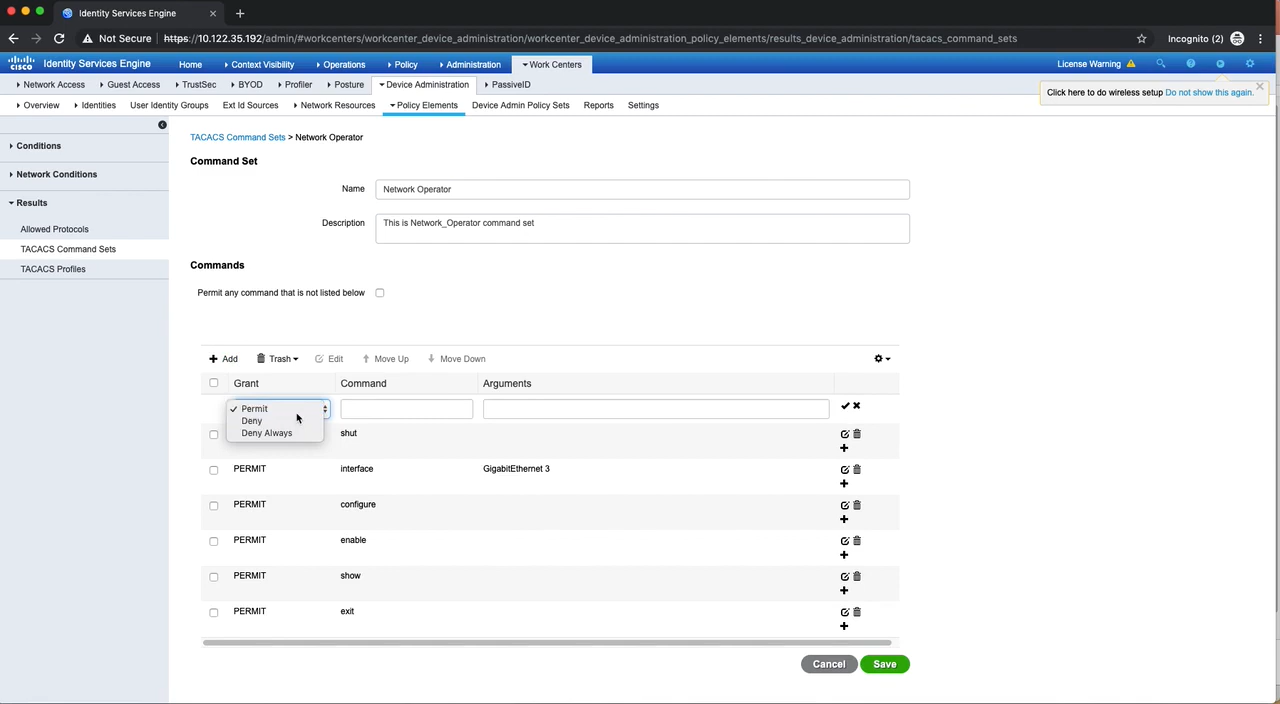 Identity Services Engine
Not Secure https://10.122.35.192/admin/#workcenters/workcenter_device_administration/workcenter_device_administration_policy_elements/results_device_administration/tacacs_command_sets Incognito (2)
CISCO Identity Services Engine Home Context Visibility Operations Policy Administration Work Centers License Warning
Network Access Guest Access TrustSec BYOD Profiler Posture Device Administration PassiveID
Click here to do wireless setup Do not show this again.
Overview Identities User Identity Groups Ext Id Sources Network Resources Policy Elements Device Admin Policy Sets Reports Settings
Conditions
Network Conditions
Results
Allowed Protocols
TACACS Command Sets
TACACS Profiles
TACACS Command Sets > Network Operator
Command Set
Name Network Operator
Description This is Network_Operator command set
Commands
Permit any command that is not listed below
Add Trash Edit Move Up Move Down
Grant Command Arguments
Permit
Deny
Deny Always
shut
PERMIT interface GigabitEthernet 3
PERMIT configure
PERMIT enable
PERMIT show
PERMIT exit
Cancel Save